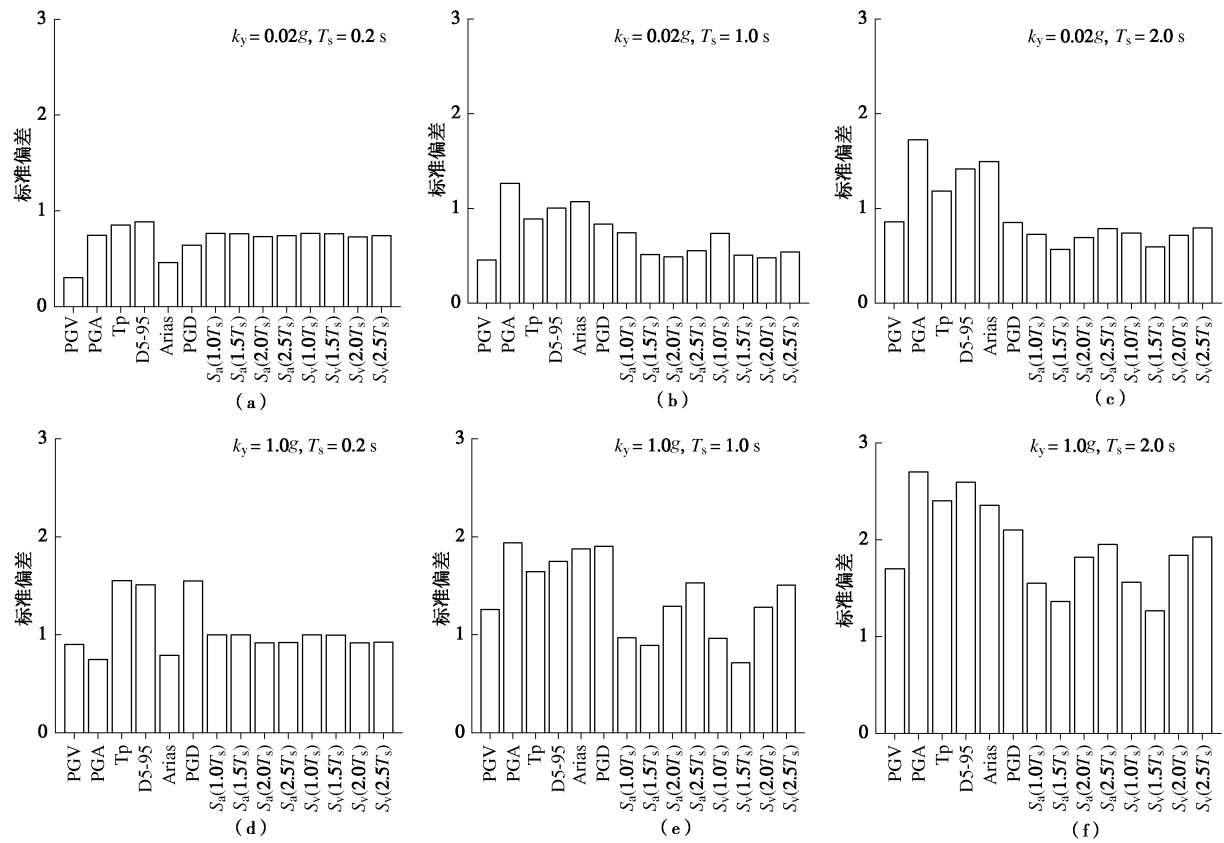 3
2
1
0
标准偏差
k_y = 0.02g, T_s = 0.2 s
PGV
PGA
Tp
D5-95
Arias
PGD
S_a(1.0T_s)
S_a(1.5T_s)
S_a(2.0T_s)
S_a(2.5T_s)
S_v(1.0T_s)
S_v(1.5T_s)
S_v(2.0T_s)
S_v(2.5T_s)
(a)
3
2
1
0
标准偏差
k_y = 0.02g, T_s = 1.0 s
PGV
PGA
Tp
D5-95
Arias
PGD
S_a(1.0T_s)
S_a(1.5T_s)
S_a(2.0T_s)
S_a(2.5T_s)
S_v(1.0T_s)
S_v(1.5T_s)
S_v(2.0T_s)
S_v(2.5T_s)
(b)
3
2
1
0
标准偏差
k_y = 0.02g, T_s = 2.0 s
PGV
PGA
Tp
D5-95
Arias
PGD
S_a(1.0T_s)
S_a(1.5T_s)
S_a(2.0T_s)
S_a(2.5T_s)
S_v(1.0T_s)
S_v(1.5T_s)
S_v(2.0T_s)
S_v(2.5T_s)
(c)
3
2
1
0
标准偏差
k_y = 1.0g, T_s = 0.2 s
PGV
PGA
Tp
D5-95
Arias
PGD
S_a(1.0T_s)
S_a(1.5T_s)
S_a(2.0T_s)
S_a(2.5T_s)
S_v(1.0T_s)
S_v(1.5T_s)
S_v(2.0T_s)
S_v(2.5T_s)
(d)
3
2
1
0
标准偏差
k_y = 1.0g, T_s = 1.0 s
PGV
PGA
Tp
D5-95
Arias
PGD
S_a(1.0T_s)
S_a(1.5T_s)
S_a(2.0T_s)
S_a(2.5T_s)
S_v(1.0T_s)
S_v(1.5T_s)
S_v(2.0T_s)
S_v(2.5T_s)
(e)
3
2
1
0
标准偏差
k_y = 1.0g, T_s = 2.0 s
PGV
PGA
Tp
D5-95
Arias
PGD
S_a(1.0T_s)
S_a(1.5T_s)
S_a(2.0T_s)
S_a(2.5T_s)
S_v(1.0T_s)
S_v(1.5T_s)
S_v(2.0T_s)
S_v(2.5T_s)
(f)